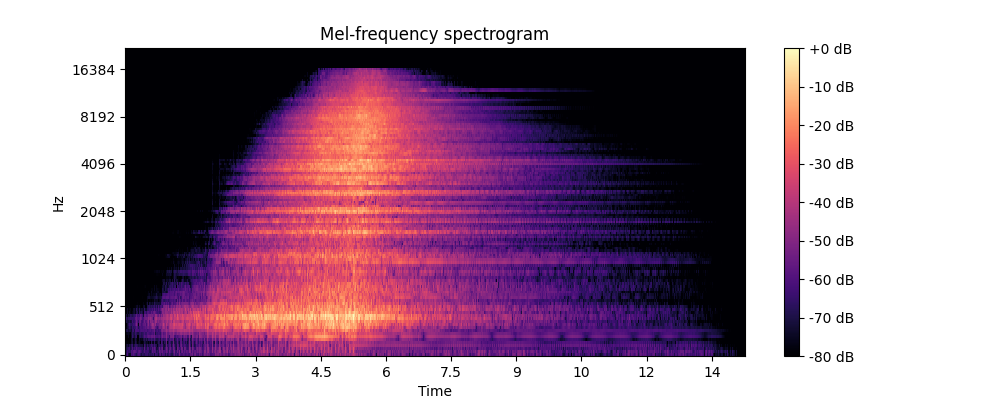 Mel-frequency spectrogram
16384
8192
4096
2048
1024
512
0
Hz
0 1.5 3 4.5 6 7.5 9 10 12 14
Time
+0 dB
-10 dB
-20 dB
-30 dB
-40 dB
-50 dB
-60 dB
-70 dB
-80 dB